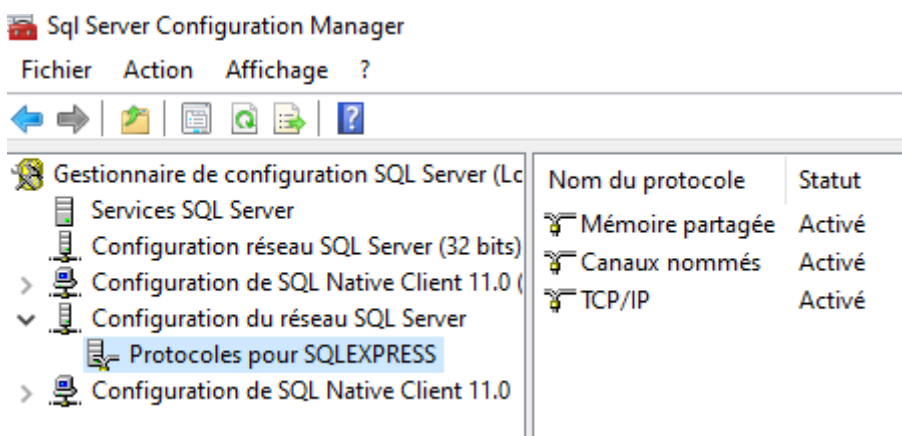 Sql Server Configuration Manager
Fichier Action Affichage ?
Gestionnaire de configuration SQL Server (Lc
Services SQL Server
Configuration réseau SQL Server (32 bits)
Configuration de SQL Native Client 11.0 (
Configuration du réseau SQL Server
Protocoles pour SQLEXPRESS
Configuration de SQL Native Client 11.0
Nom du protocole Statut
Mémoire partagée Activé
Canaux nommés Activé
TCP/IP Activé